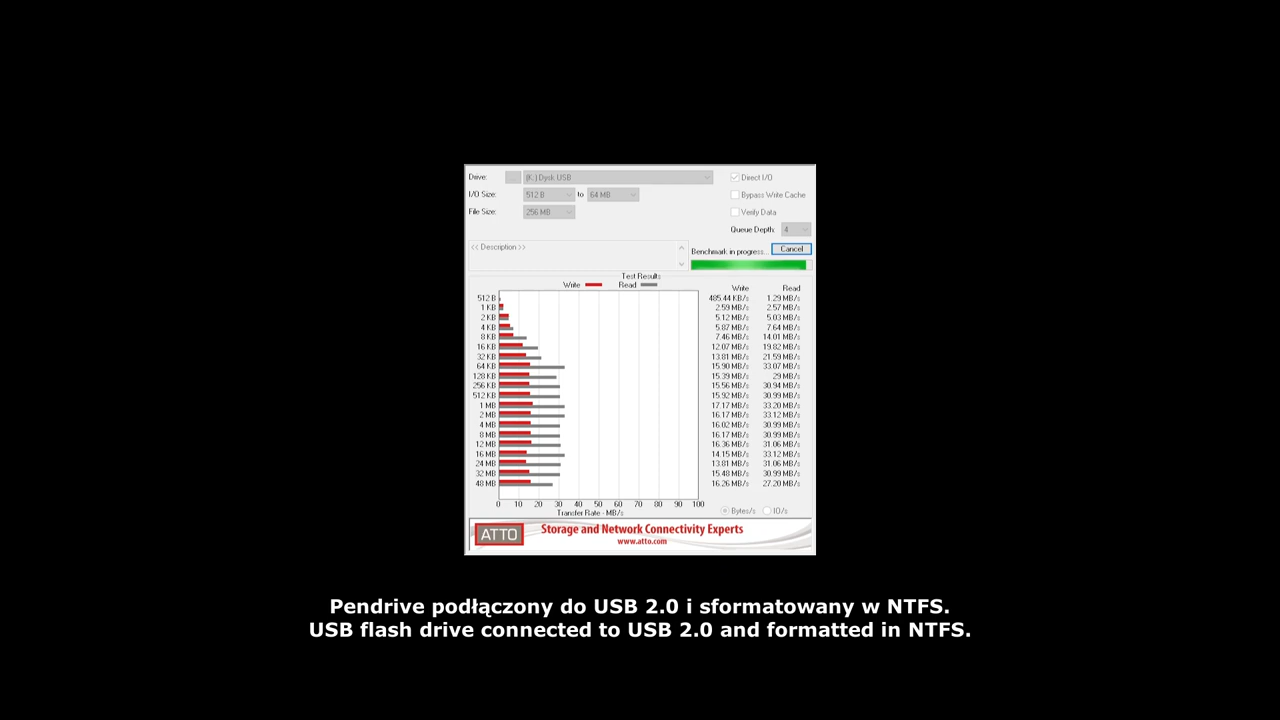 Drive: (K:) Dysk USB Direct I/O
I/O Size: 512 B to 64 MB Bypass Write Cache
File Size: 256 MB Verify Data
Queue Depth: 4
<< Description >> Benchmark in progress... Cancel
Test Results
Write Read Write Read
512 B 485.44 KB/s 1.29 MB/s
1 KB 2.59 MB/s 2.57 MB/s
2 KB 5.12 MB/s 5.03 MB/s
4 KB 5.87 MB/s 7.64 MB/s
8 KB 7.46 MB/s 14.01 MB/s
16 KB 12.07 MB/s 19.82 MB/s
32 KB 13.81 MB/s 21.59 MB/s
64 KB 15.90 MB/s 33.07 MB/s
128 KB 15.39 MB/s 29 MB/s
256 KB 15.56 MB/s 30.94 MB/s
512 KB 15.92 MB/s 30.99 MB/s
1 MB 17.17 MB/s 33.20 MB/s
2 MB 16.17 MB/s 33.12 MB/s
4 MB 16.02 MB/s 30.99 MB/s
8 MB 16.17 MB/s 30.99 MB/s
12 MB 16.36 MB/s 31.06 MB/s
16 MB 14.15 MB/s 33.12 MB/s
24 MB 13.81 MB/s 31.06 MB/s
32 MB 15.48 MB/s 30.99 MB/s
48 MB 16.26 MB/s 27.20 MB/s
0 10 20 30 40 50 60 70 80 90 100
Transfer Rate - MB/s Bytes/s IO/s
ATTO Storage and Network Connectivity Experts
www.atto.com
Pendrive podłączony do USB 2.0 i sformatowany w NTFS.
USB flash drive connected to USB 2.0 and formatted in NTFS.